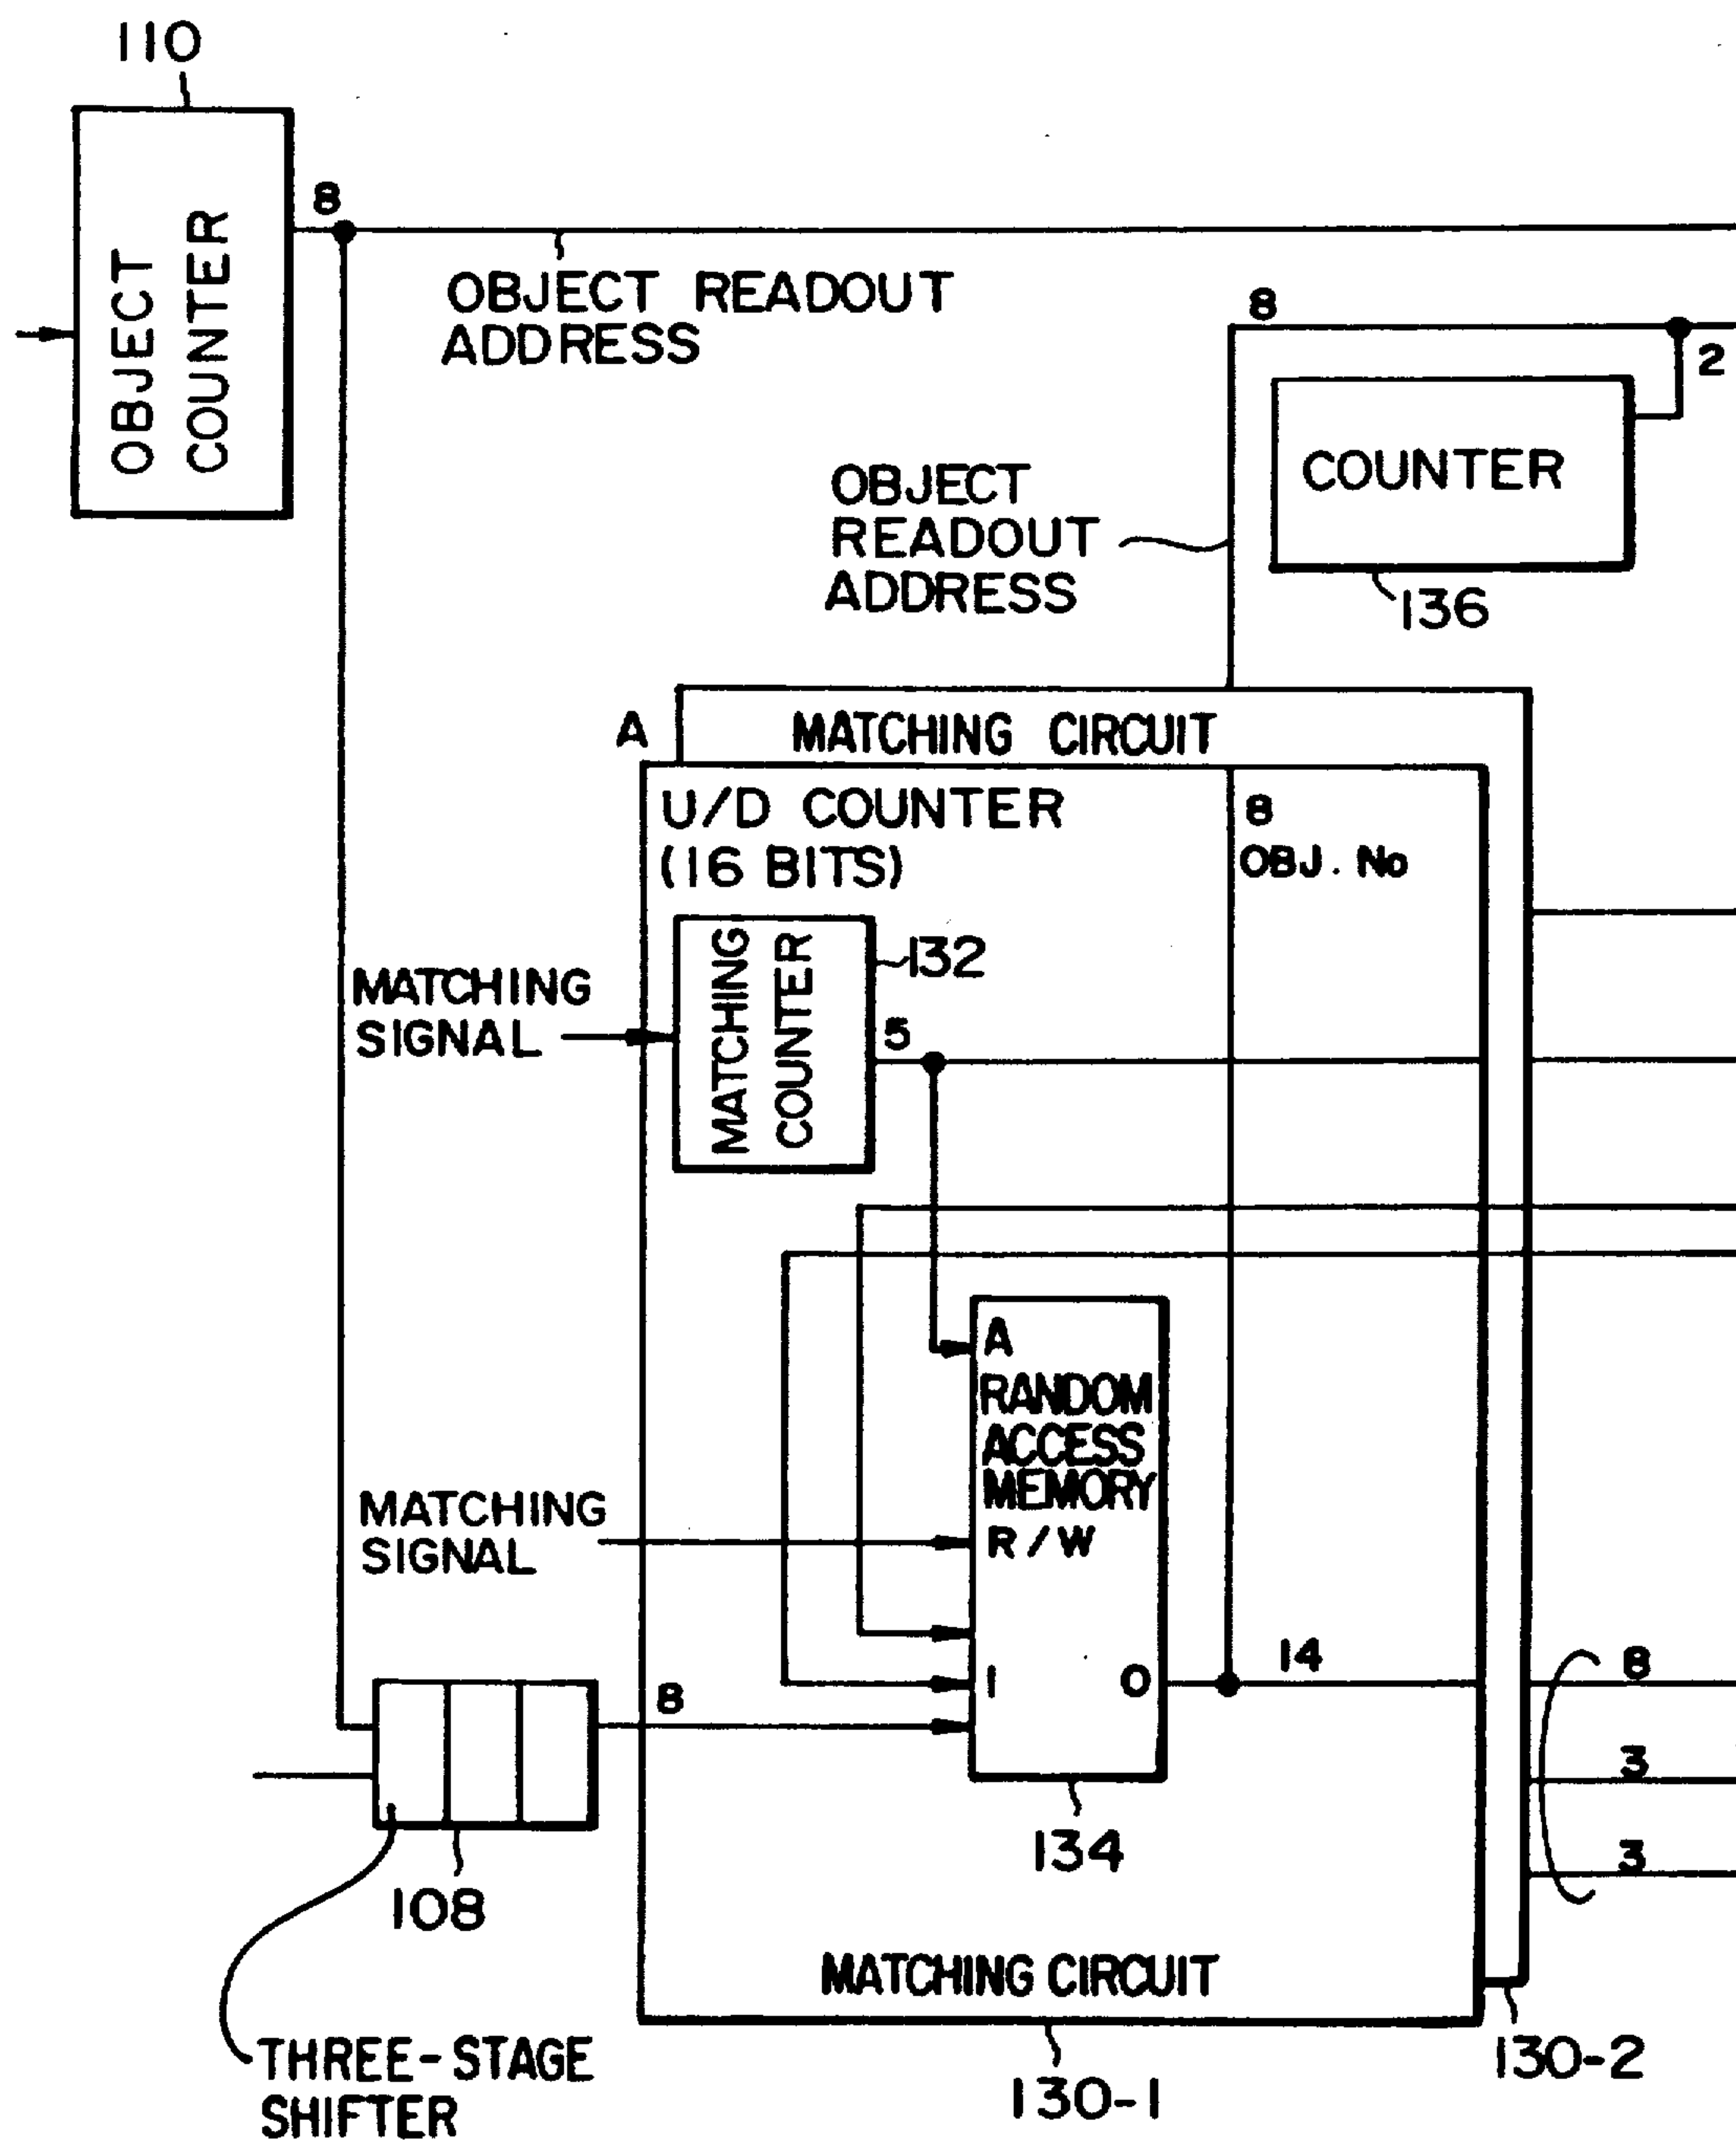 110
OBJECT
COUNTER
8
OBJECT READOUT
ADDRESS
8
2
COUNTER
136
OBJECT
READOUT
ADDRESS
A
MATCHING CIRCUIT
U/D COUNTER
(16 BITS)
8
OBJ. No
MATCHING
COUNTER
132
MATCHING
SIGNAL
5
A
RANDOM
ACCESS
MEMORY
R/W
MATCHING
SIGNAL
I
O
14
8
8
3
3
134
108
MATCHING CIRCUIT
THREE-STAGE
SHIFTER
130-1
130-2